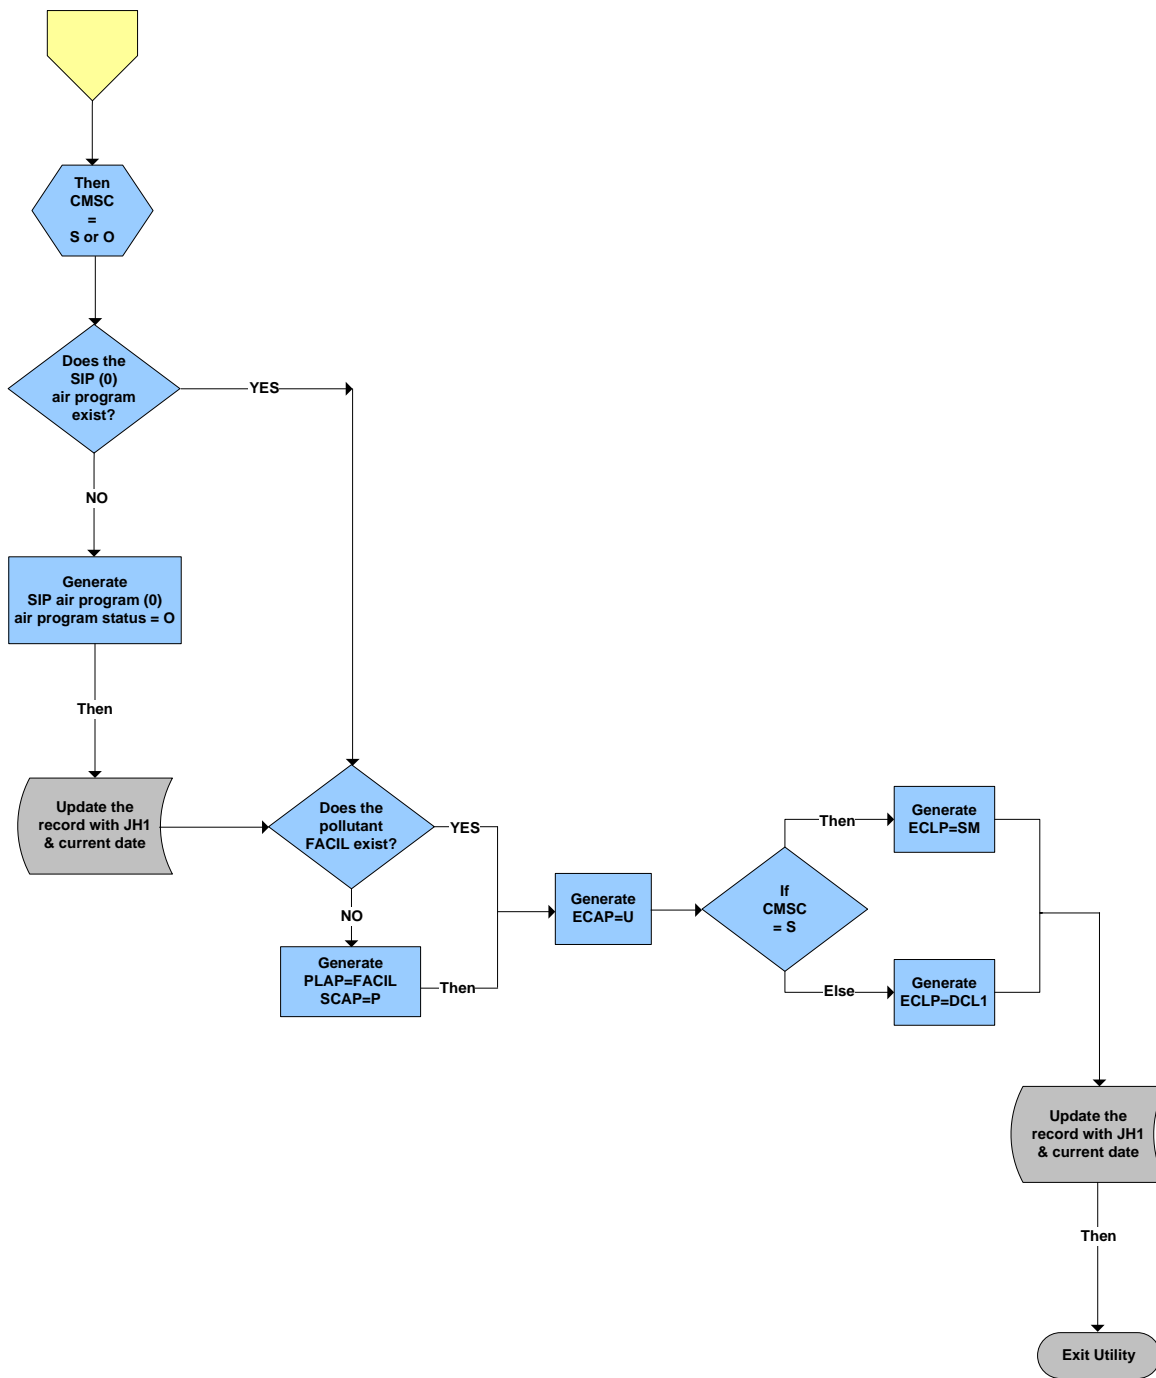 Then
CMSC
=
S or O
Does the
SIP (0)
air program
exist?
YES
NO
Generate
SIP air program (0)
air program status = O
Then
Update the
record with JH1
& current date
Does the
pollutant
FACIL exist?
YES
NO
Generate
PLAP=FACIL
SCAP=P
Then
Generate
ECAP=U
If
CMSC
= S
Then
Generate
ECLP=SM
Else
Generate
ECLP=DCL1
Update the
record with JH1
& current date
Then
Exit Utility